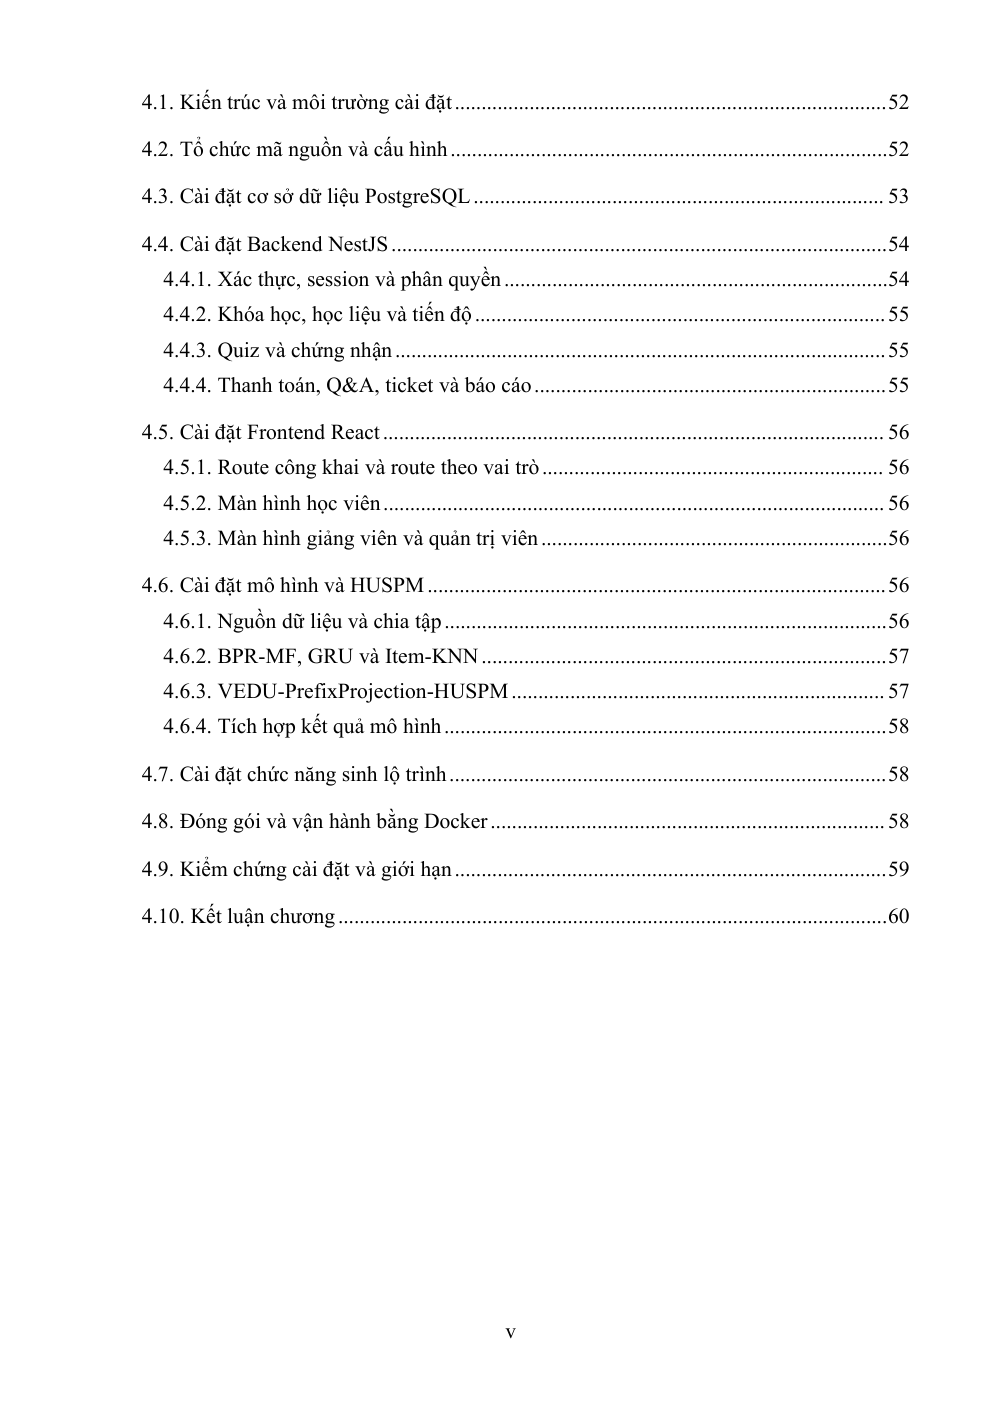 4.1. Kiến trúc và môi trường cài đặt....................52
4.2. Tổ chức mã nguồn và cấu hình....................52
4.3. Cài đặt cơ sở dữ liệu PostgreSQL.................... 53
4.4. Cài đặt Backend NestJS....................54
4.4.1. Xác thực, session và phân quyền....................54
4.4.2. Khóa học, học liệu và tiến độ....................55
4.4.3. Quiz và chứng nhận....................55
4.4.4. Thanh toán, Q&A, ticket và báo cáo....................55
4.5. Cài đặt Frontend React.................... 56
4.5.1. Route công khai và route theo vai trò.................... 56
4.5.2. Màn hình học viên.................... 56
4.5.3. Màn hình giảng viên và quản trị viên....................56
4.6. Cài đặt mô hình và HUSPM....................56
4.6.1. Nguồn dữ liệu và chia tập....................56
4.6.2. BPR-MF, GRU và Item-KNN....................57
4.6.3. VEDU-PrefixProjection-HUSPM.................... 57
4.6.4. Tích hợp kết quả mô hình....................58
4.7. Cài đặt chức năng sinh lộ trình....................58
4.8. Đóng gói và vận hành bằng Docker.................... 58
4.9. Kiểm chứng cài đặt và giới hạn....................59
4.10. Kết luận chương....................60
v